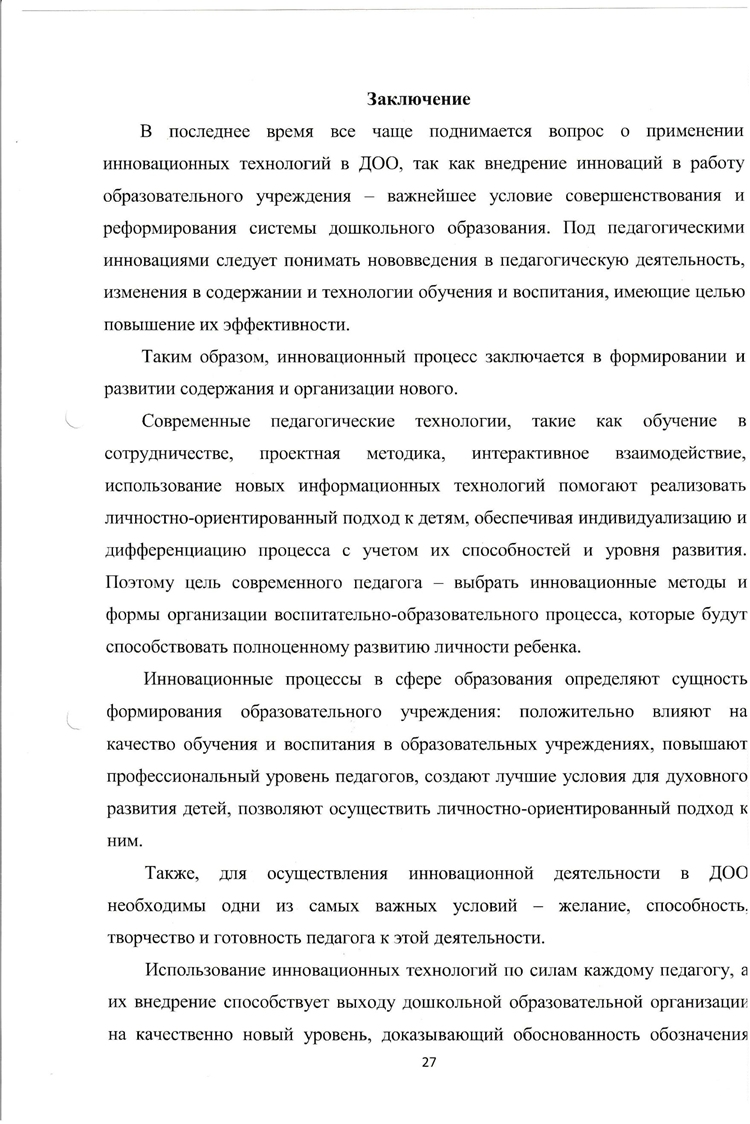 Заключение
В последнее время все чаще поднимается вопрос о применении
инновационных технологий в ДОО, так как внедрение инноваций в работу
образовательного учреждения – важнейшее условие совершенствования и
реформирования системы дошкольного образования. Под педагогическими
инновациями следует понимать нововведения в педагогическую деятельность,
изменения в содержании и технологии обучения и воспитания, имеющие целью
повышение их эффективности.
Таким образом, инновационный процесс заключается в формировании и
развитии содержания и организации нового.
Современные педагогические технологии, такие как обучение в
сотрудничестве, проектная методика, интерактивное взаимодействие,
использование новых информационных технологий помогают реализовать
личностно-ориентированный подход к детям, обеспечивая индивидуализацию и
дифференциацию процесса с учетом их способностей и уровня развития.
Поэтому цель современного педагога – выбрать инновационные методы и
формы организации воспитательно-образовательного процесса, которые будут
способствовать полноценному развитию личности ребенка.
Инновационные процессы в сфере образования определяют сущность
формирования образовательного учреждения: положительно влияют на
качество обучения и воспитания в образовательных учреждениях, повышают
профессиональный уровень педагогов, создают лучшие условия для духовного
развития детей, позволяют осуществить личностно-ориентированный подход к
ним.
Также, для осуществления инновационной деятельности в ДОО
необходимы одни из самых важных условий – желание, способность,
творчество и готовность педагога к этой деятельности.
Использование инновационных технологий по силам каждому педагогу, а
их внедрение способствует выходу дошкольной образовательной организации
на качественно новый уровень, доказывающий обоснованность обозначения
27